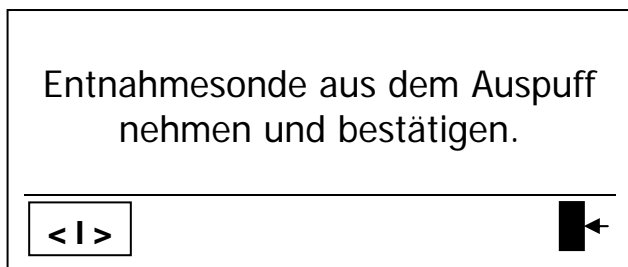 Entnahmesonde aus dem Auspuff
nehmen und bestätigen.
< I >